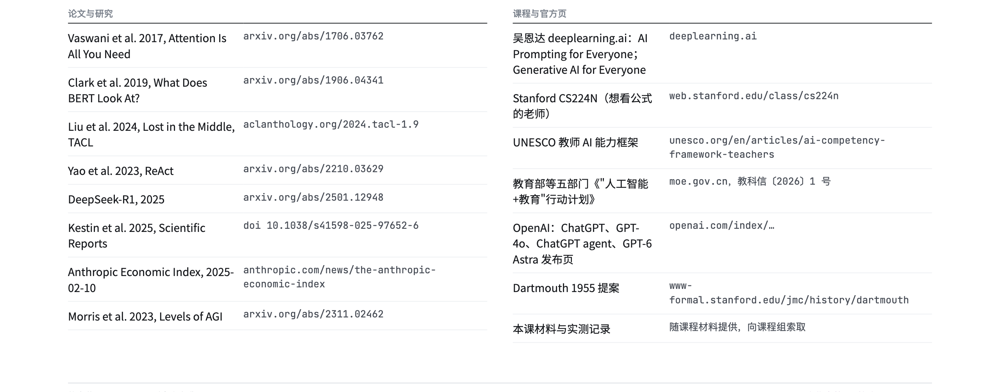 论文与研究
Vaswani et al. 2017, Attention Is
All You Need
arxiv.org/abs/1706.03762
Clark et al. 2019, What Does
BERT Look At?
arxiv.org/abs/1906.04341
Liu et al. 2024, Lost in the Middle,
TACL
aclanthology.org/2024.tacl-1.9
Yao et al. 2023, ReAct
arxiv.org/abs/2210.03629
DeepSeek-R1, 2025
arxiv.org/abs/2501.12948
Kestin et al. 2025, Scientific
Reports
doi 10.1038/s41598-025-97652-6
Anthropic Economic Index, 2025-
02-10
anthropic.com/news/the-anthropic-
economic-index
Morris et al. 2023, Levels of AGI
arxiv.org/abs/2311.02462
课程与官方页
吴恩达 deeplearning.ai：AI
Prompting for Everyone；
Generative AI for Everyone
deeplearning.ai
Stanford CS224N（想看公式
的老师）
web.stanford.edu/class/cs224n
UNESCO 教师 AI 能力框架
unesco.org/en/articles/ai-competency-
framework-teachers
教育部等五部门《"人工智能
+教育"行动计划》
moe.gov.cn，教科信〔2026〕1 号
OpenAI：ChatGPT、GPT-
4o、ChatGPT agent、GPT-6
Astra 发布页
openai.com/index/…
Dartmouth 1955 提案
www-
formal.stanford.edu/jmc/history/dartmouth
本课材料与实测记录
随课程材料提供，向课程组索取